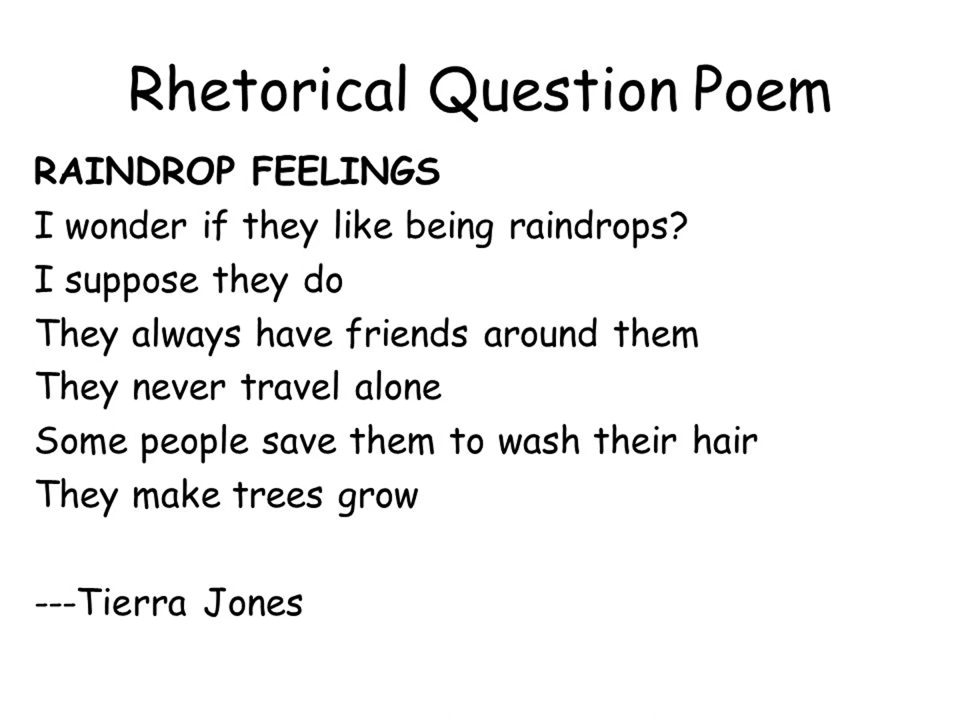 Rhetorical Question Poem
RAINDROP FEELINGS
I wonder if they like being raindrops?
I suppose they do
They always have friends around them
They never travel alone
Some people save them to wash their hair
They make trees grow
---Tierra Jones